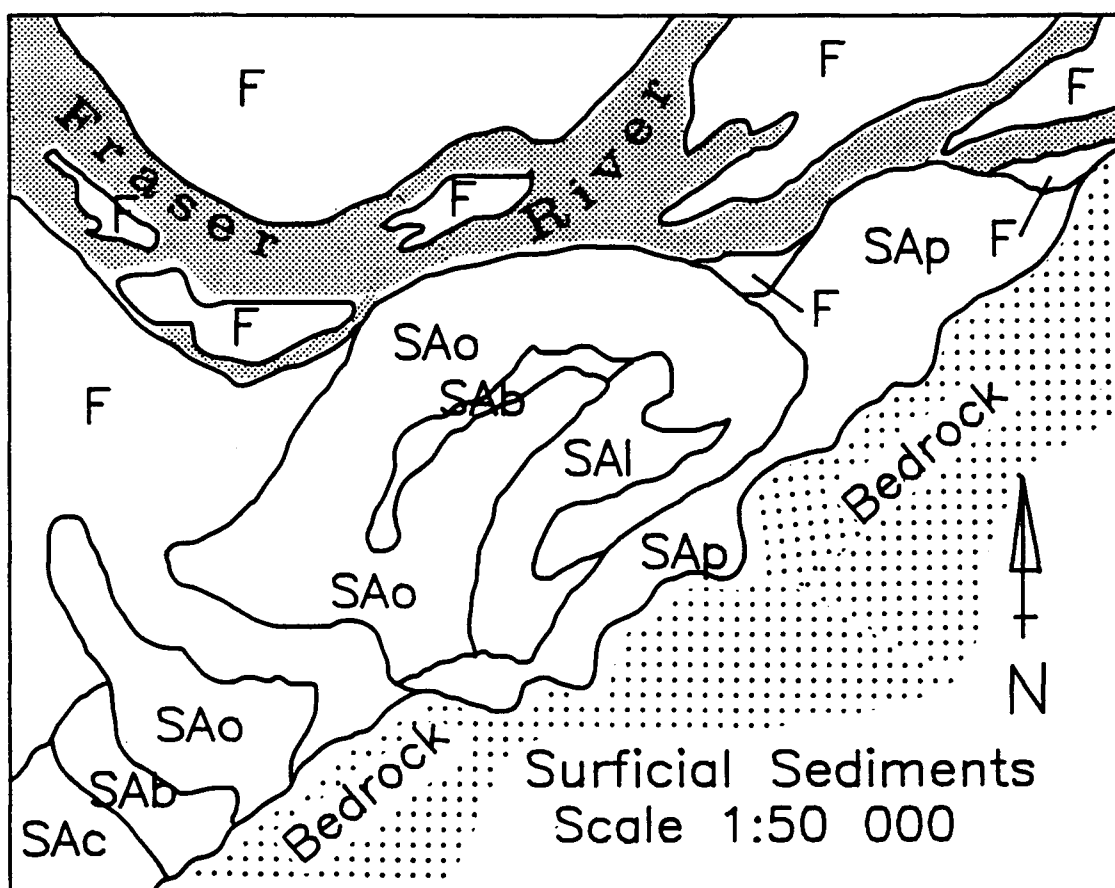 F
F
F
Fraser
River
F
F
F
SAp
F
F
SAo
SAb
F
SAl
SAp
Bedrock
SAo
N
SAo
SAb
SAc
Bedrock
Surficial Sediments
Scale 1:50 000